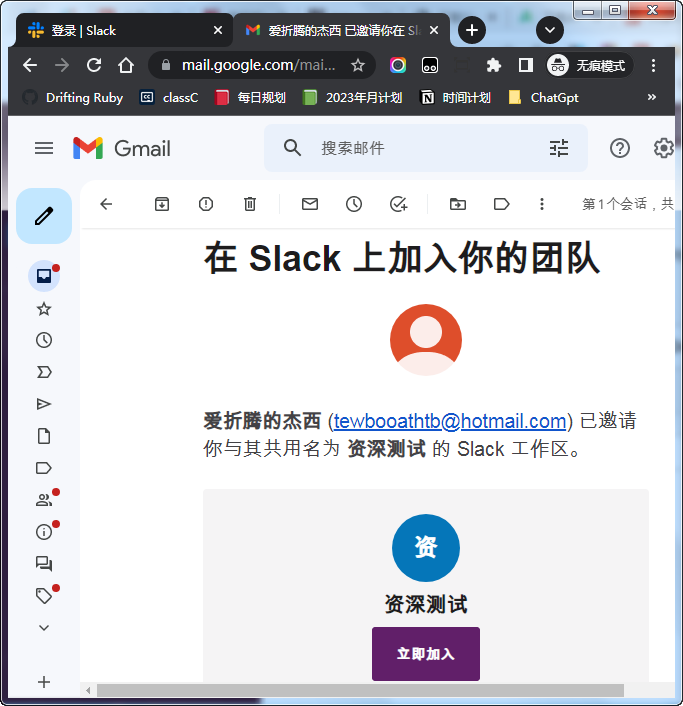 登录 | Slack
爱折腾的杰西 已邀请你在 Sl
mail.google.com/mai...
无痕模式
Drifting Ruby
classC
每日规划
2023年月计划
时间计划
ChatGpt
»
Gmail
搜索邮件
第1个会话，共
在 Slack 上加入你的团队
爱折腾的杰西 (tewbooathtb@hotmail.com) 已邀请
你与其共用名为 资深测试 的 Slack 工作区。
资
资深测试
立即加入